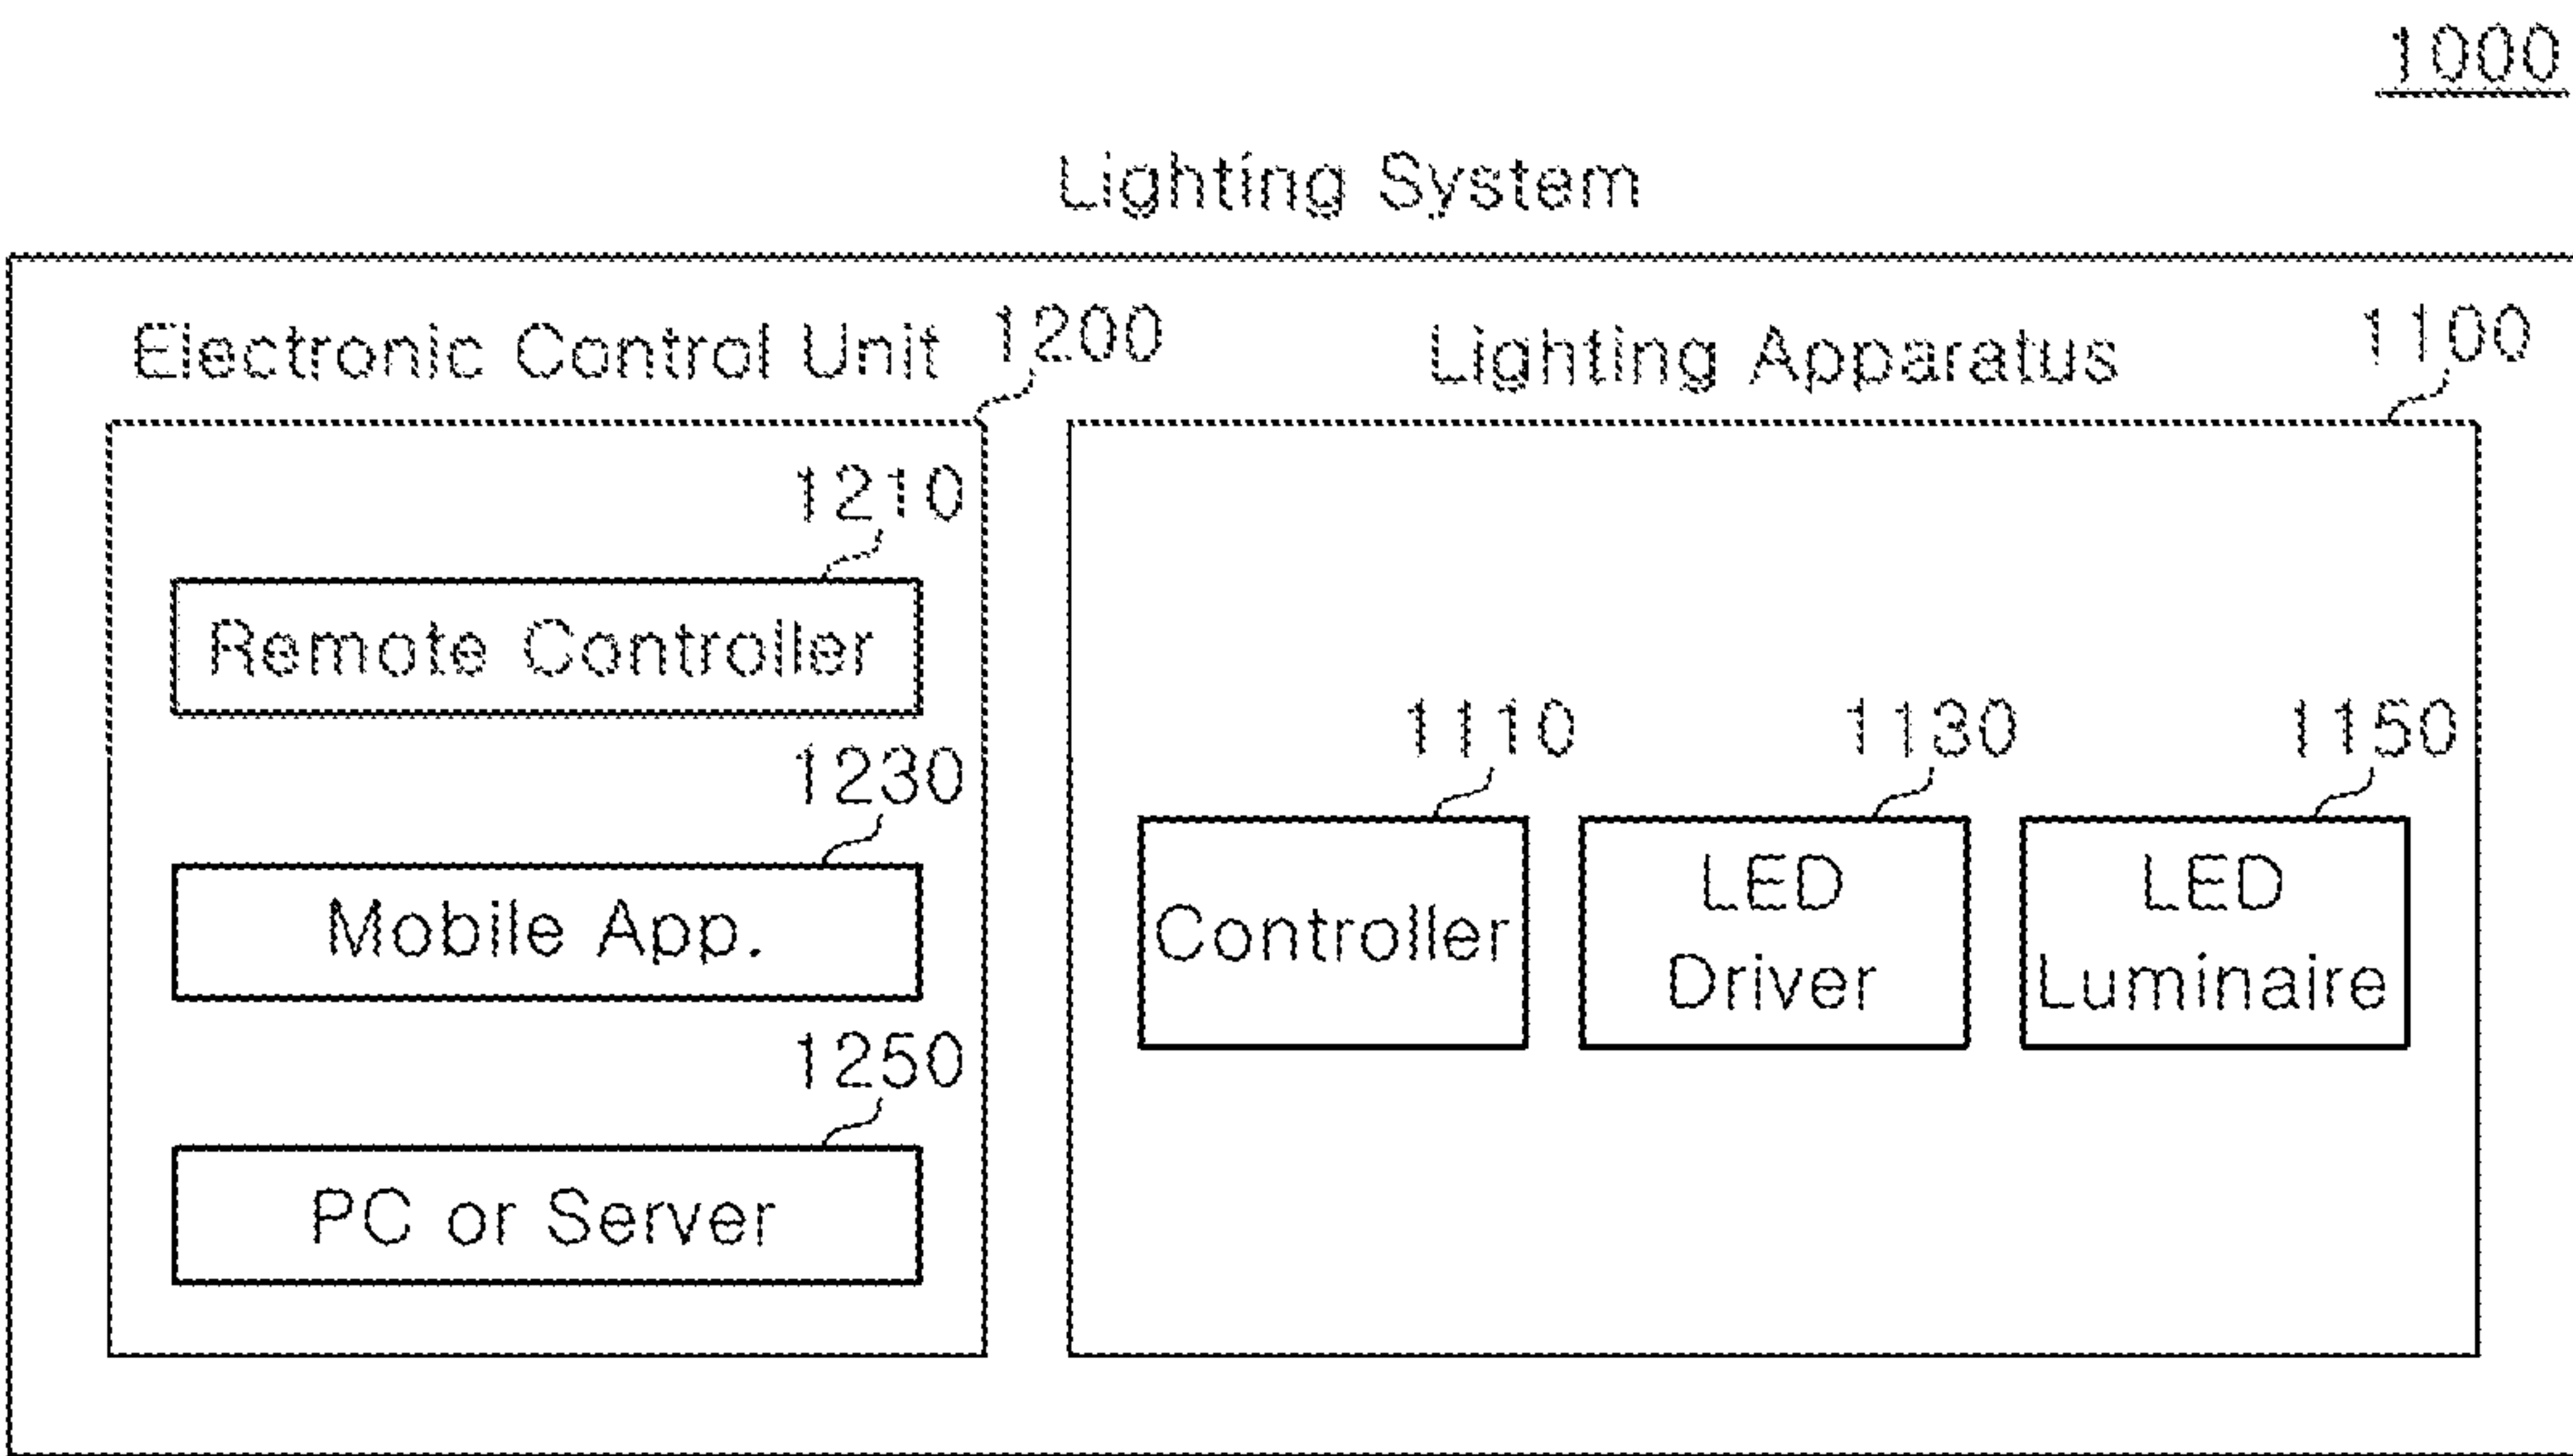 1000
Lighting System
Electronic Control Unit 1200
Lighting Apparatus 1100
1210
Remote Controller
1230
Mobile App.
1250
PC or Server
1110
Controller
1130
LED
Driver
1150
LED
Luminaire